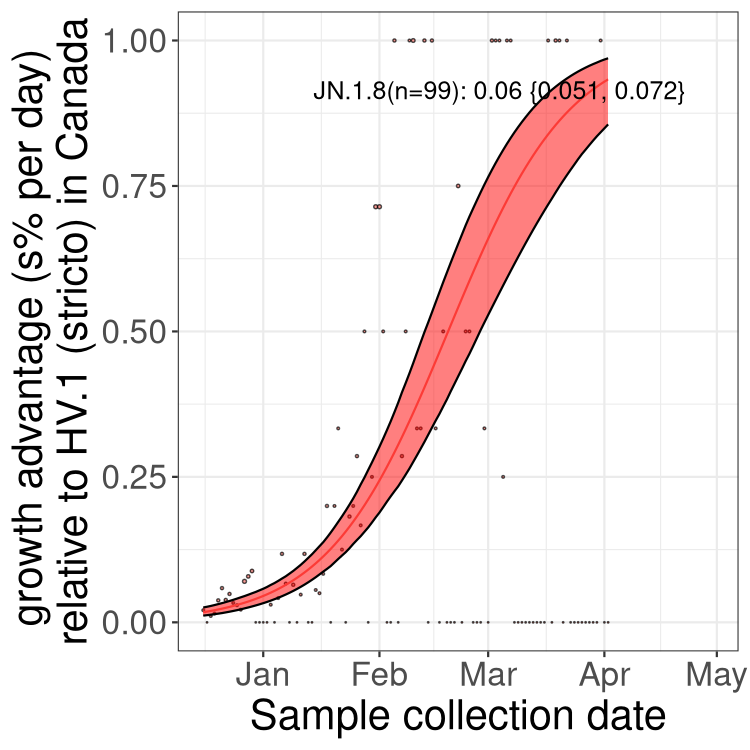 growth advantage (s% per day)
relative to HV.1 (stricto) in Canada
1.00
0.75
0.50
0.25
0.00
JN.1.8(n=99): 0.06 {0.051, 0.072}
Jan Feb Mar Apr May
Sample collection date